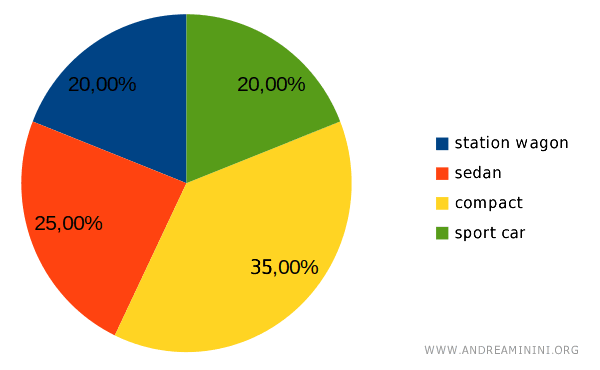 20,00%
20,00%
25,00%
35,00%
station wagon
sedan
compact
sport car
WWW.ANDREAMININI.ORG